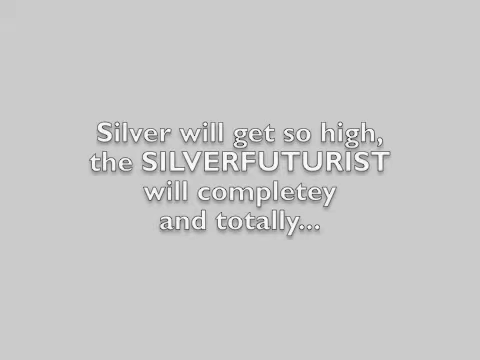 Silver will get so high,
the SILVERFUTURIST
will completey
and totally...